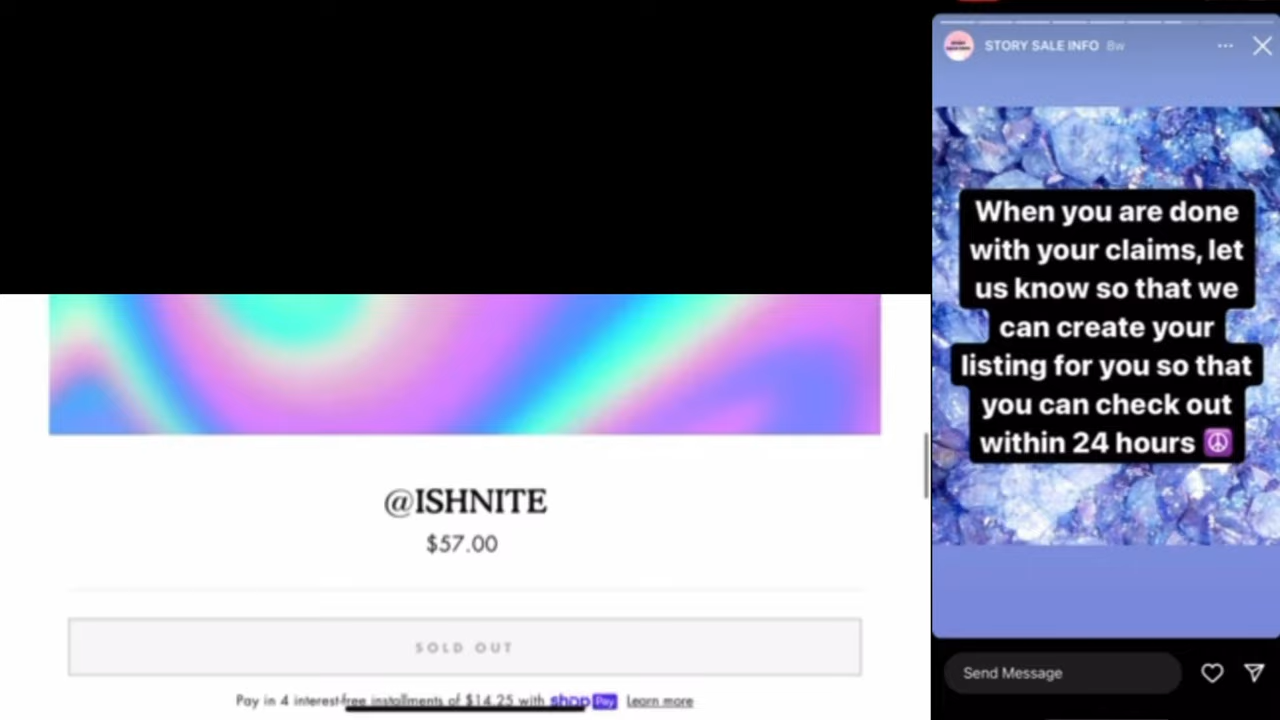 @ISHNITE
$57.00
SOLD OUT
Pay in 4 interest-free installments of $14.25 with shop Pay Learn more
STORY SALE INFO 8w
When you are done
with your claims, let
us know so that we
can create your
listing for you so that
you can check out
within 24 hours ☮️
Send Message